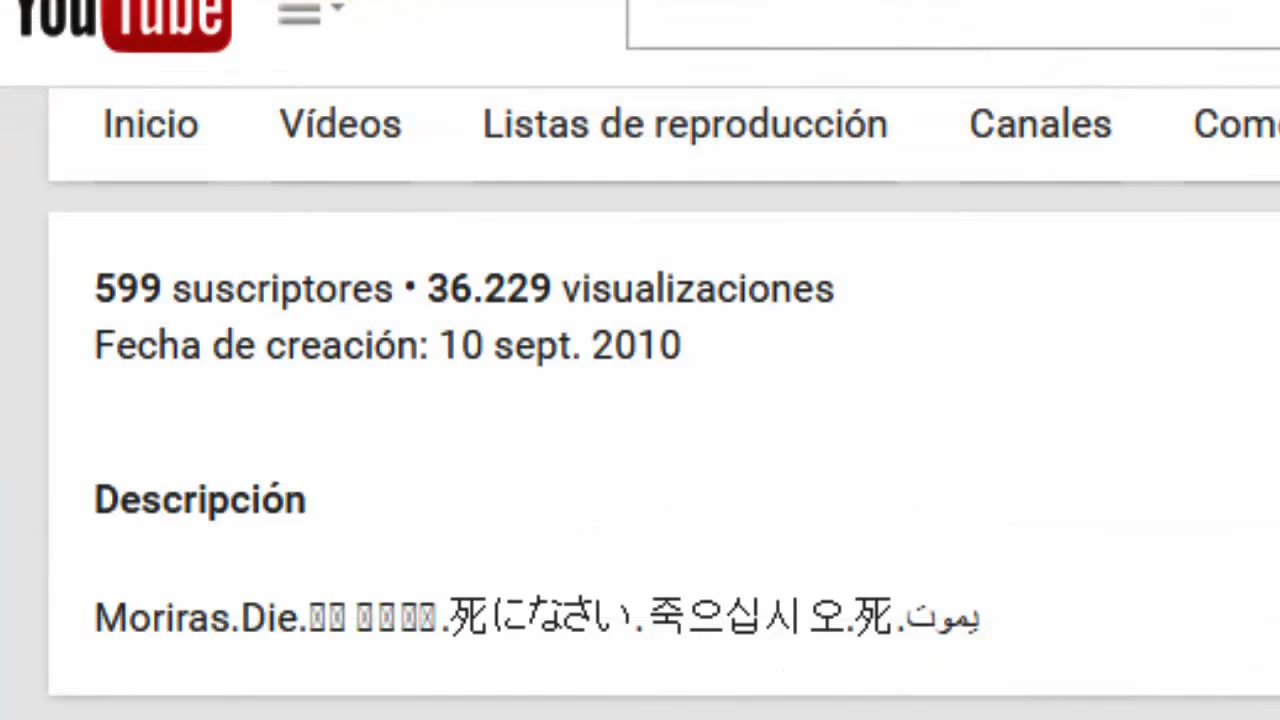 YouTube
Inicio Vídeos Listas de reproducción Canales
599 suscriptores • 36.229 visualizaciones
Fecha de creación: 10 sept. 2010
Descripción
Moriras.Die. .死になさい.죽으십시오.死.يموت